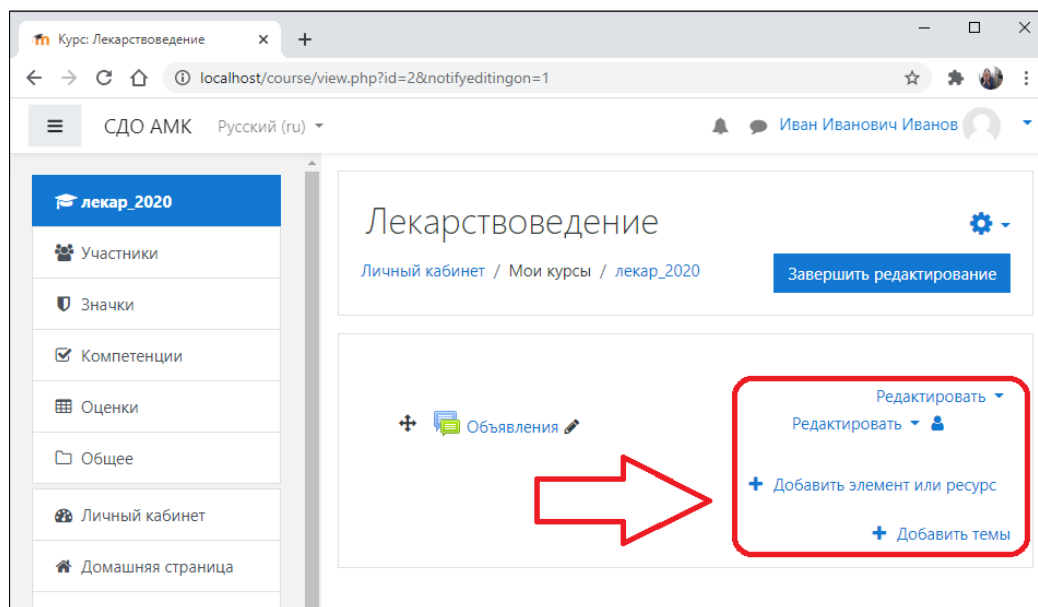 Курс: Лекарствоведение
localhost/course/view.php?id=2&notifyeditingon=1
СДО АМК Русский (ru) Иван Иванович Иванов
лекар_2020
Участники
Значки
Компетенции
Оценки
Общее
Личный кабинет
Домашняя страница
Лекарствоведение
Личный кабинет / Мои курсы / лекар_2020
Завершить редактирование
Редактировать
Объявления Редактировать
Добавить элемент или ресурс
Добавить темы